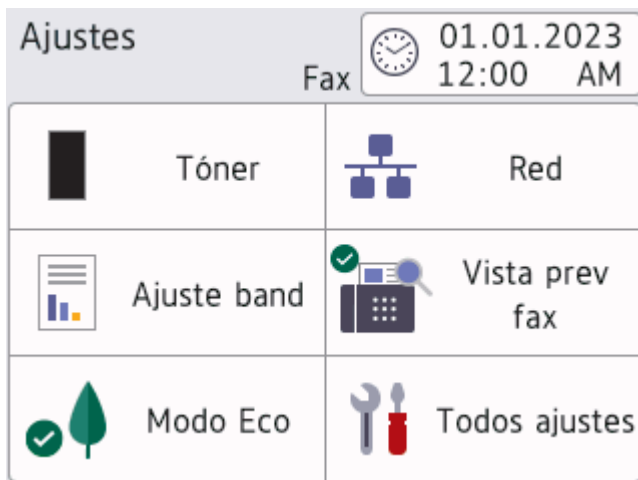 Ajustes
01.01.2023
Fax
12:00 AM
Tóner
Red
Ajuste band
Vista prev
fax
Modo Eco
Todos ajustes